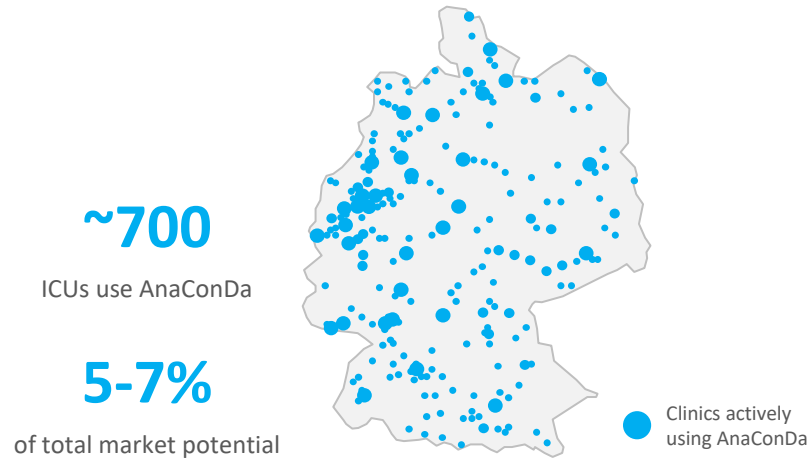 ~700
ICUs use AnaConDa
5-7%
of total market potential
Clinics actively
using AnaConDa